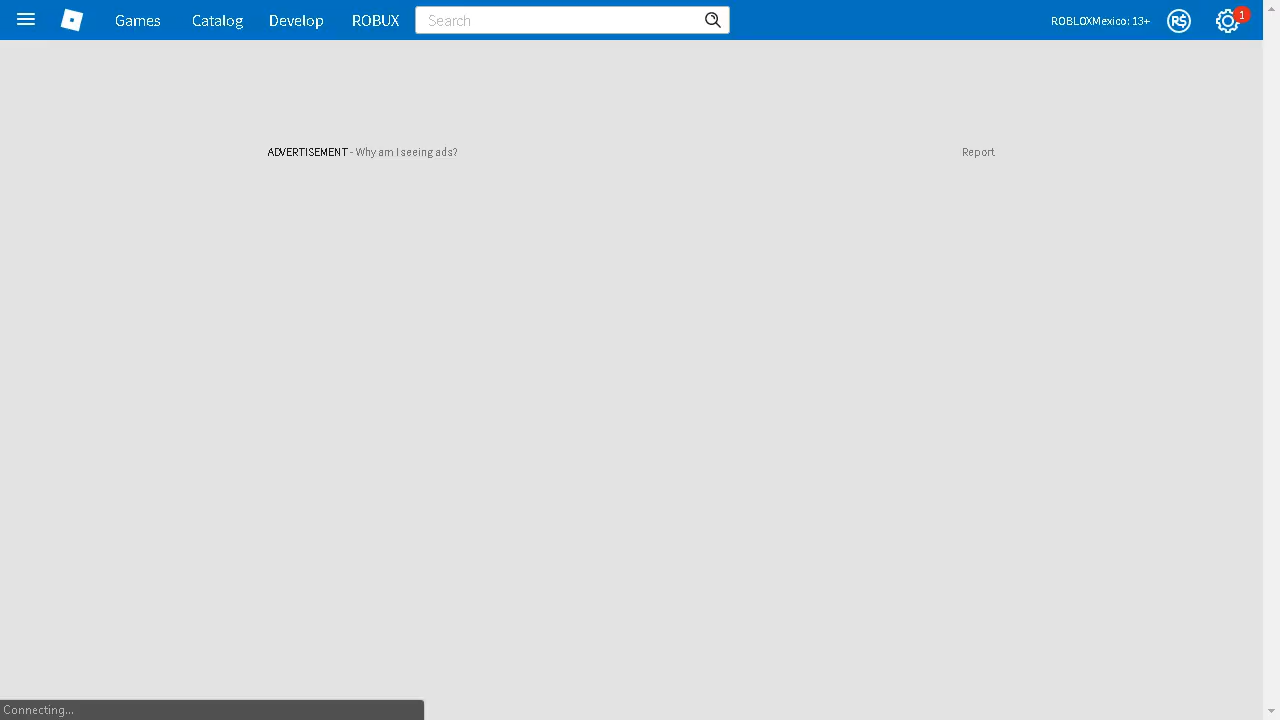 Games Catalog Develop ROBUX Search ROBLOXMexico: 13+ R$ 1
ADVERTISEMENT - Why am I seeing ads? Report
Connecting...